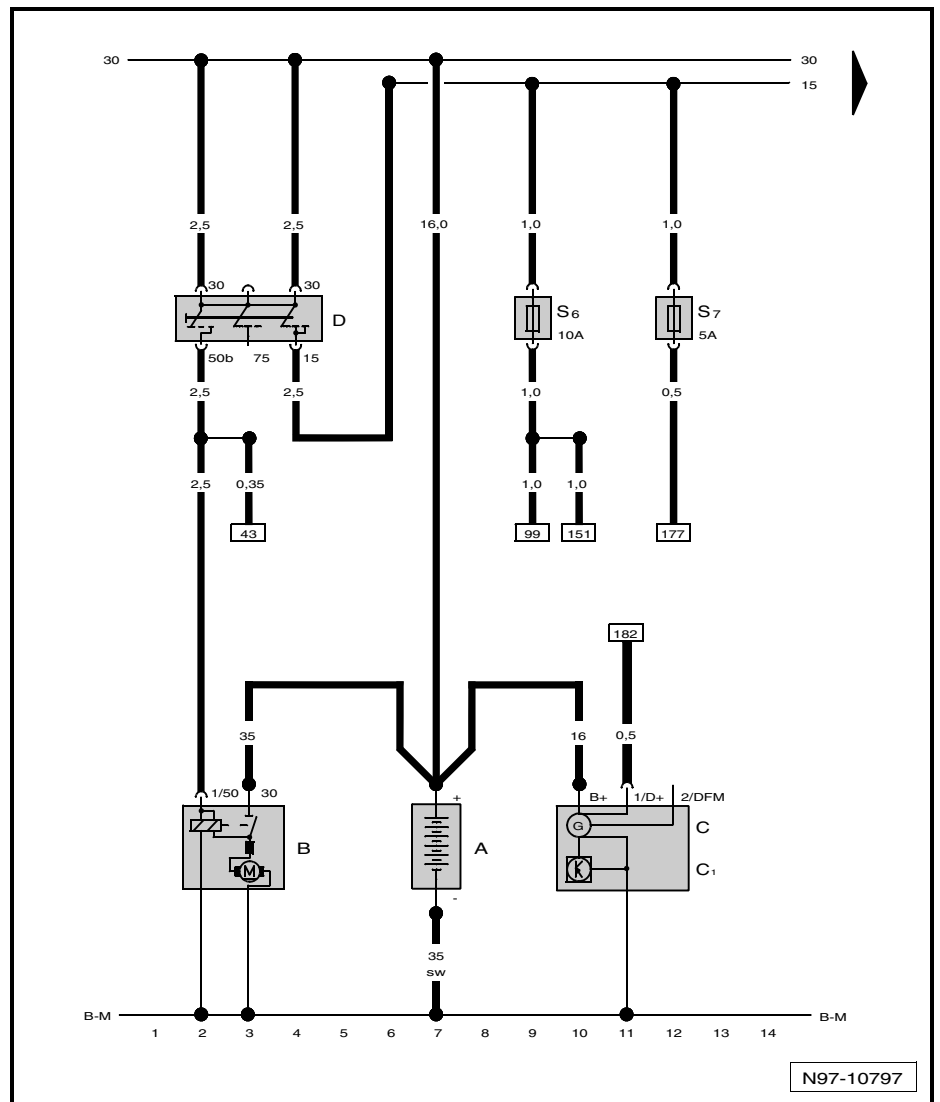 30 30
15
2,5 2,5 16,0 1,0 1,0
30 30
D S6 S7
10A 5A
50b 75 15
2,5 2,5 1,0 0,5
2,5 0,35 1,0 1,0
43 99 151 177
182
35 16 0,5
1/50 30 + B+ 1/D+ 2/DFM
G C
B A
M C1
-
35
sw
B-M B-M
1 2 3 4 5 6 7 8 9 10 11 12 13 14
N97-10797